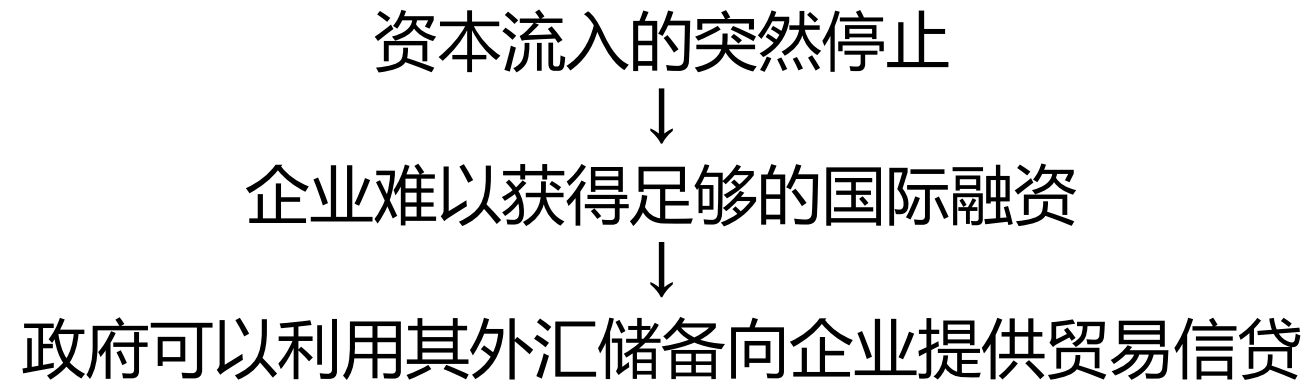 资本流入的突然停止
↓
企业难以获得足够的国际融资
↓
政府可以利用其外汇储备向企业提供贸易信贷